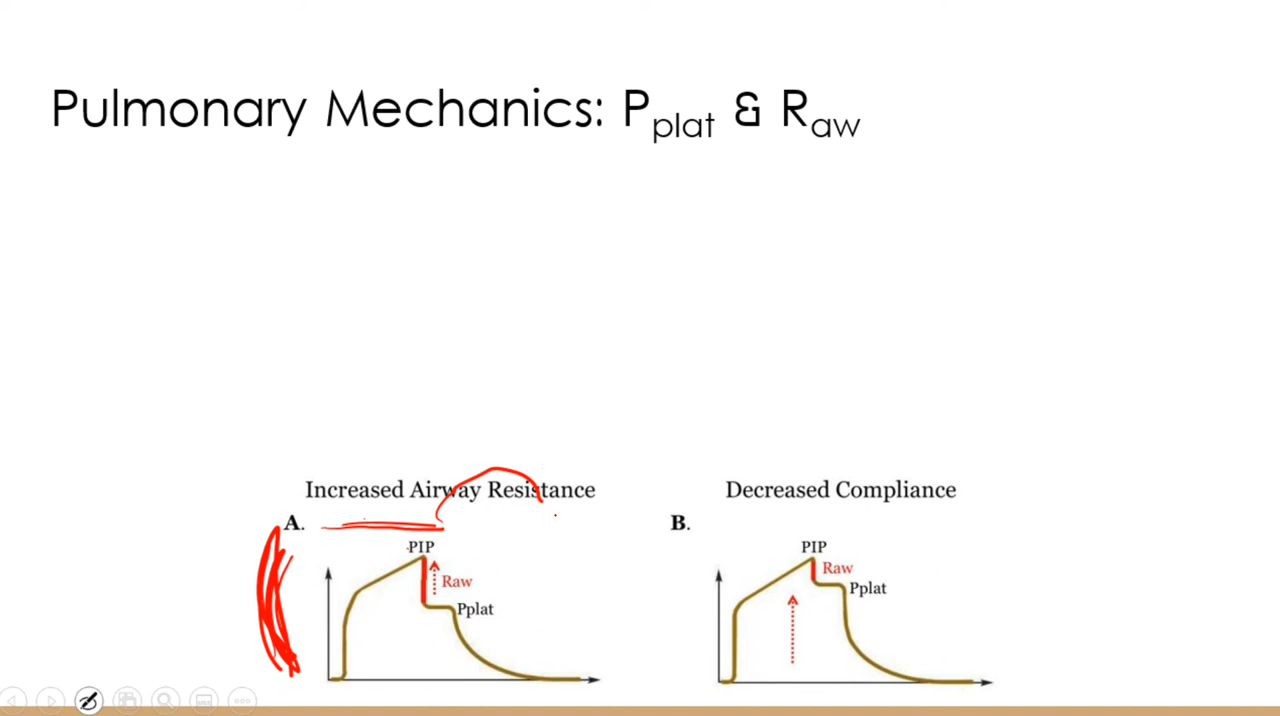 Pulmonary Mechanics: Pplat & Raw
Increased Airway Resistance
A.
PIP
Raw
Pplat
Decreased Compliance
B.
PIP
Raw
Pplat